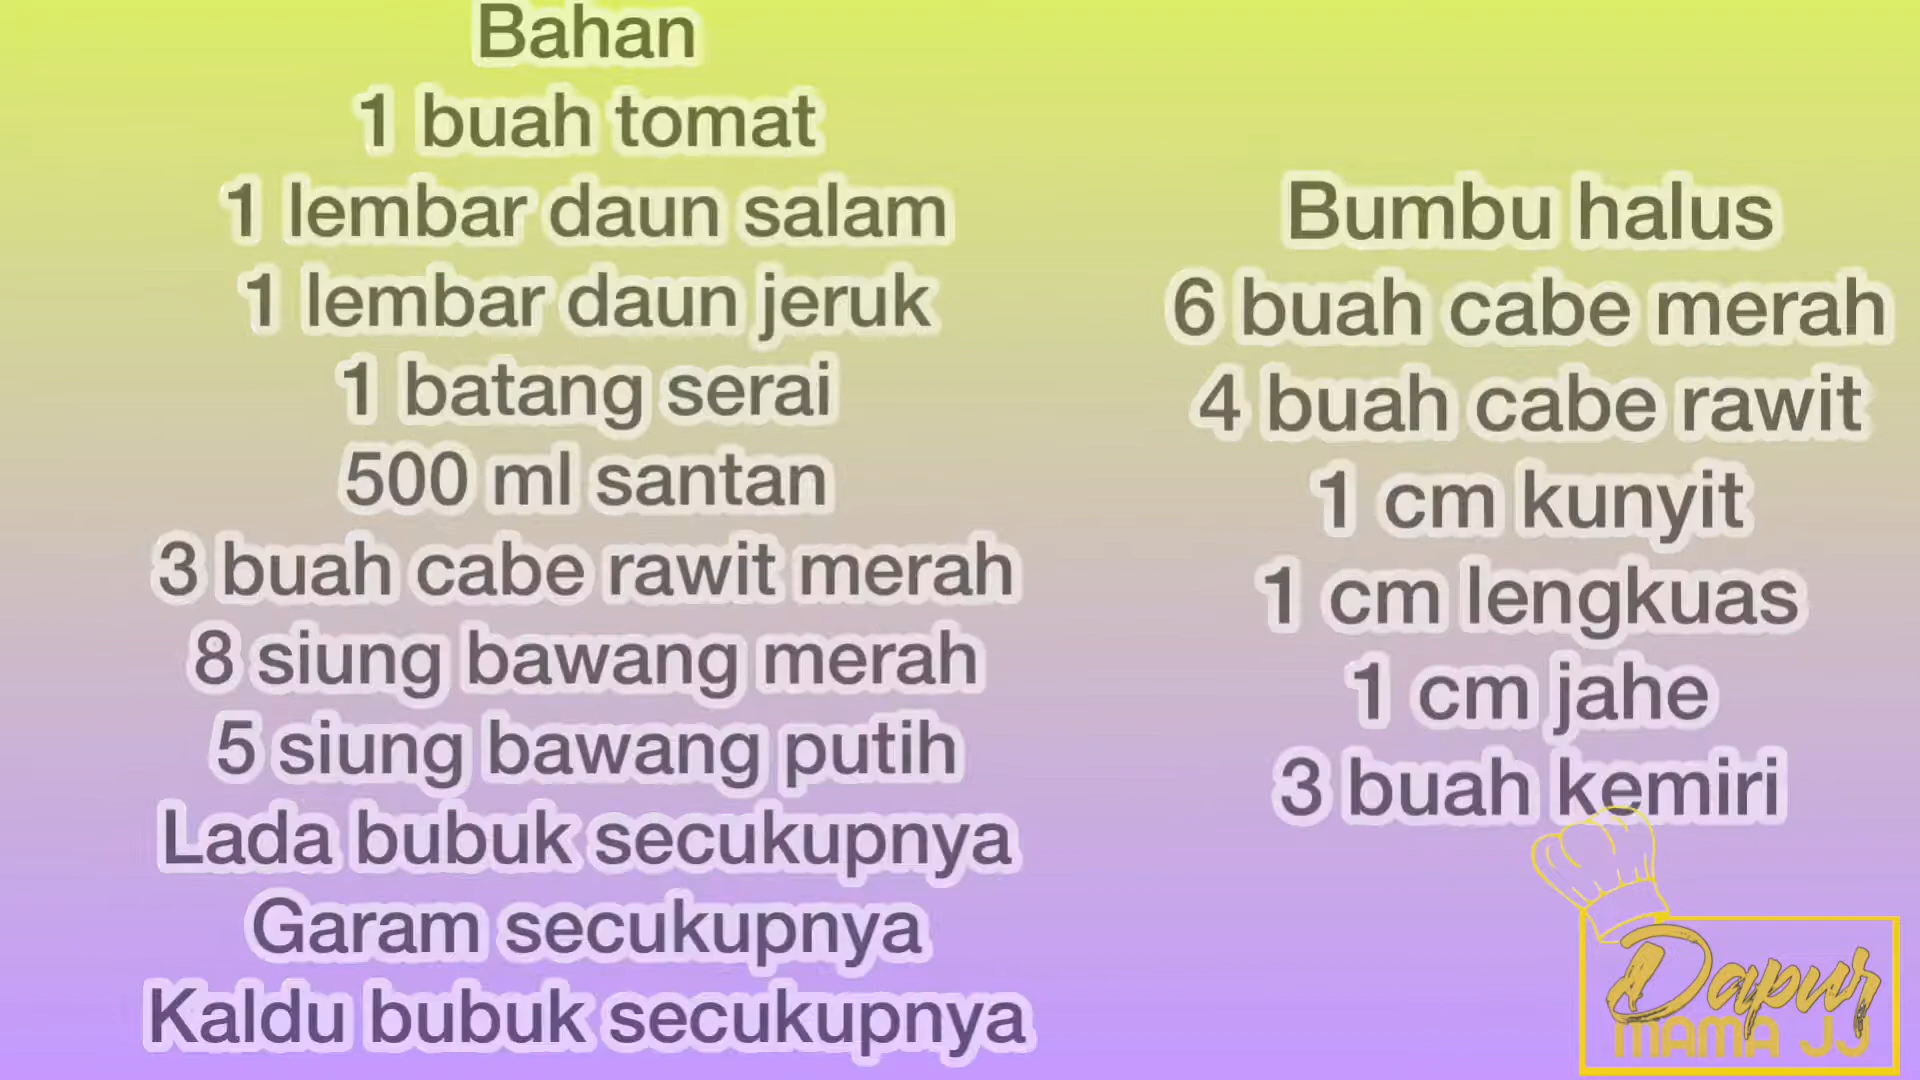 Bahan
1 buah tomat
1 lembar daun salam
1 lembar daun jeruk
1 batang serai
500 ml santan
3 buah cabe rawit merah
8 siung bawang merah
5 siung bawang putih
Lada bubuk secukupnya
Garam secukupnya
Kaldu bubuk secukupnya
Bumbu halus
6 buah cabe merah
4 buah cabe rawit
1 cm kunyit
1 cm lengkuas
1 cm jahe
3 buah kemiri
Dapur
MAMA JJ